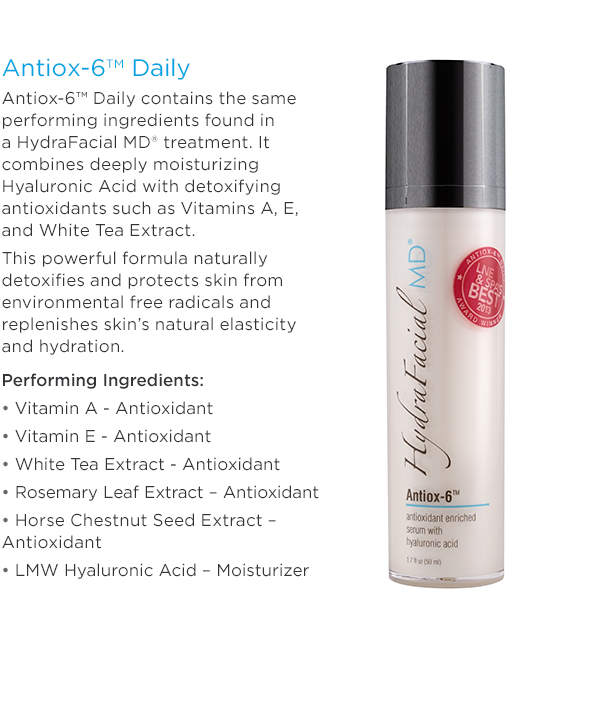 Antiox-6™ Daily
Antiox-6™ Daily contains the same
performing ingredients found in
a HydraFacial MD® treatment. It
combines deeply moisturizing
Hyaluronic Acid with detoxifying
antioxidants such as Vitamins A, E,
and White Tea Extract.
This powerful formula naturally
detoxifies and protects skin from
environmental free radicals and
replenishes skin’s natural elasticity
and hydration.
Performing Ingredients:
• Vitamin A - Antioxidant
• Vitamin E - Antioxidant
• White Tea Extract - Antioxidant
• Rosemary Leaf Extract – Antioxidant
• Horse Chestnut Seed Extract –
Antioxidant
• LMW Hyaluronic Acid – Moisturizer
HydraFacial MD®
LNE
& SPA'S
BEST
2013
Antiox-6™
antioxidant enriched
serum with
hyaluronic acid
1.7 fl oz (50 ml)